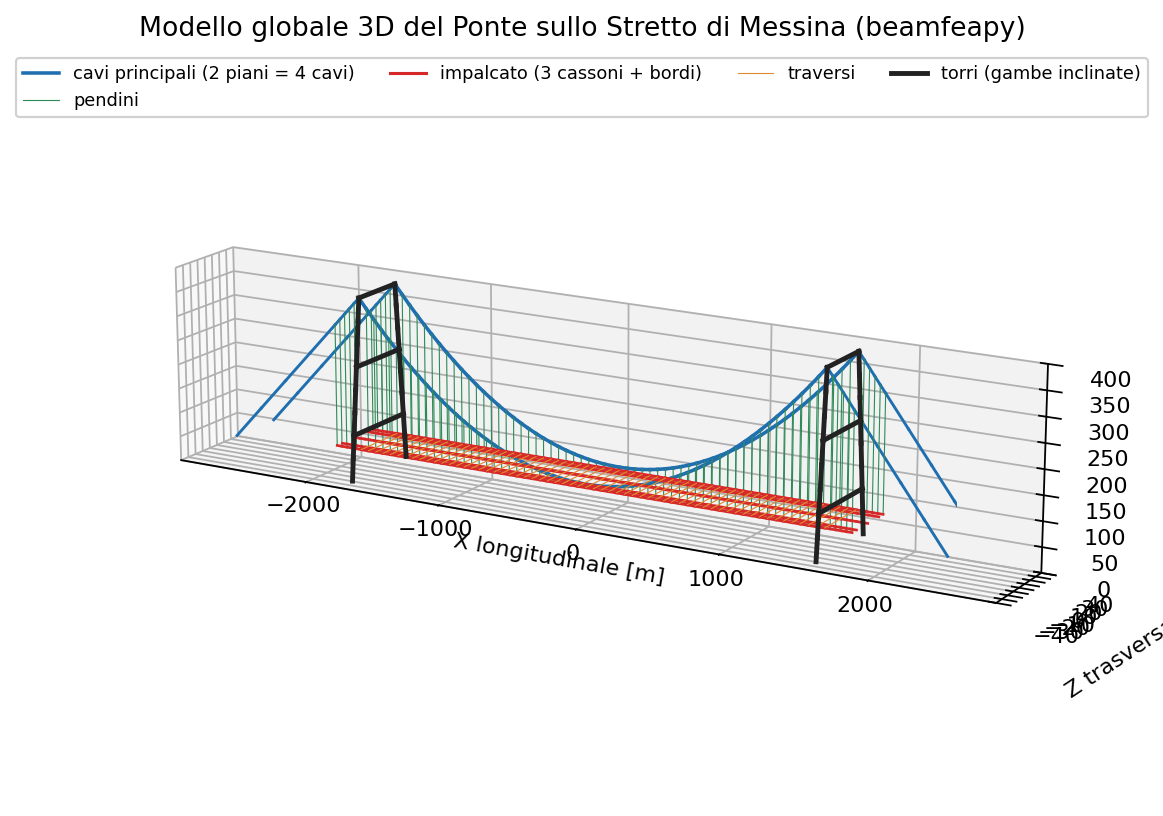 Modello globale 3D del Ponte sullo Stretto di Messina (beamfeapy)
cavi principali (2 piani = 4 cavi) impalcato (3 cassoni + bordi) traversi torri (gambe inclinate)
pendini
400
350
300
250
200
150
100
50
0
−2000
−1000
0
1000
2000
X longitudinale [m]
Z